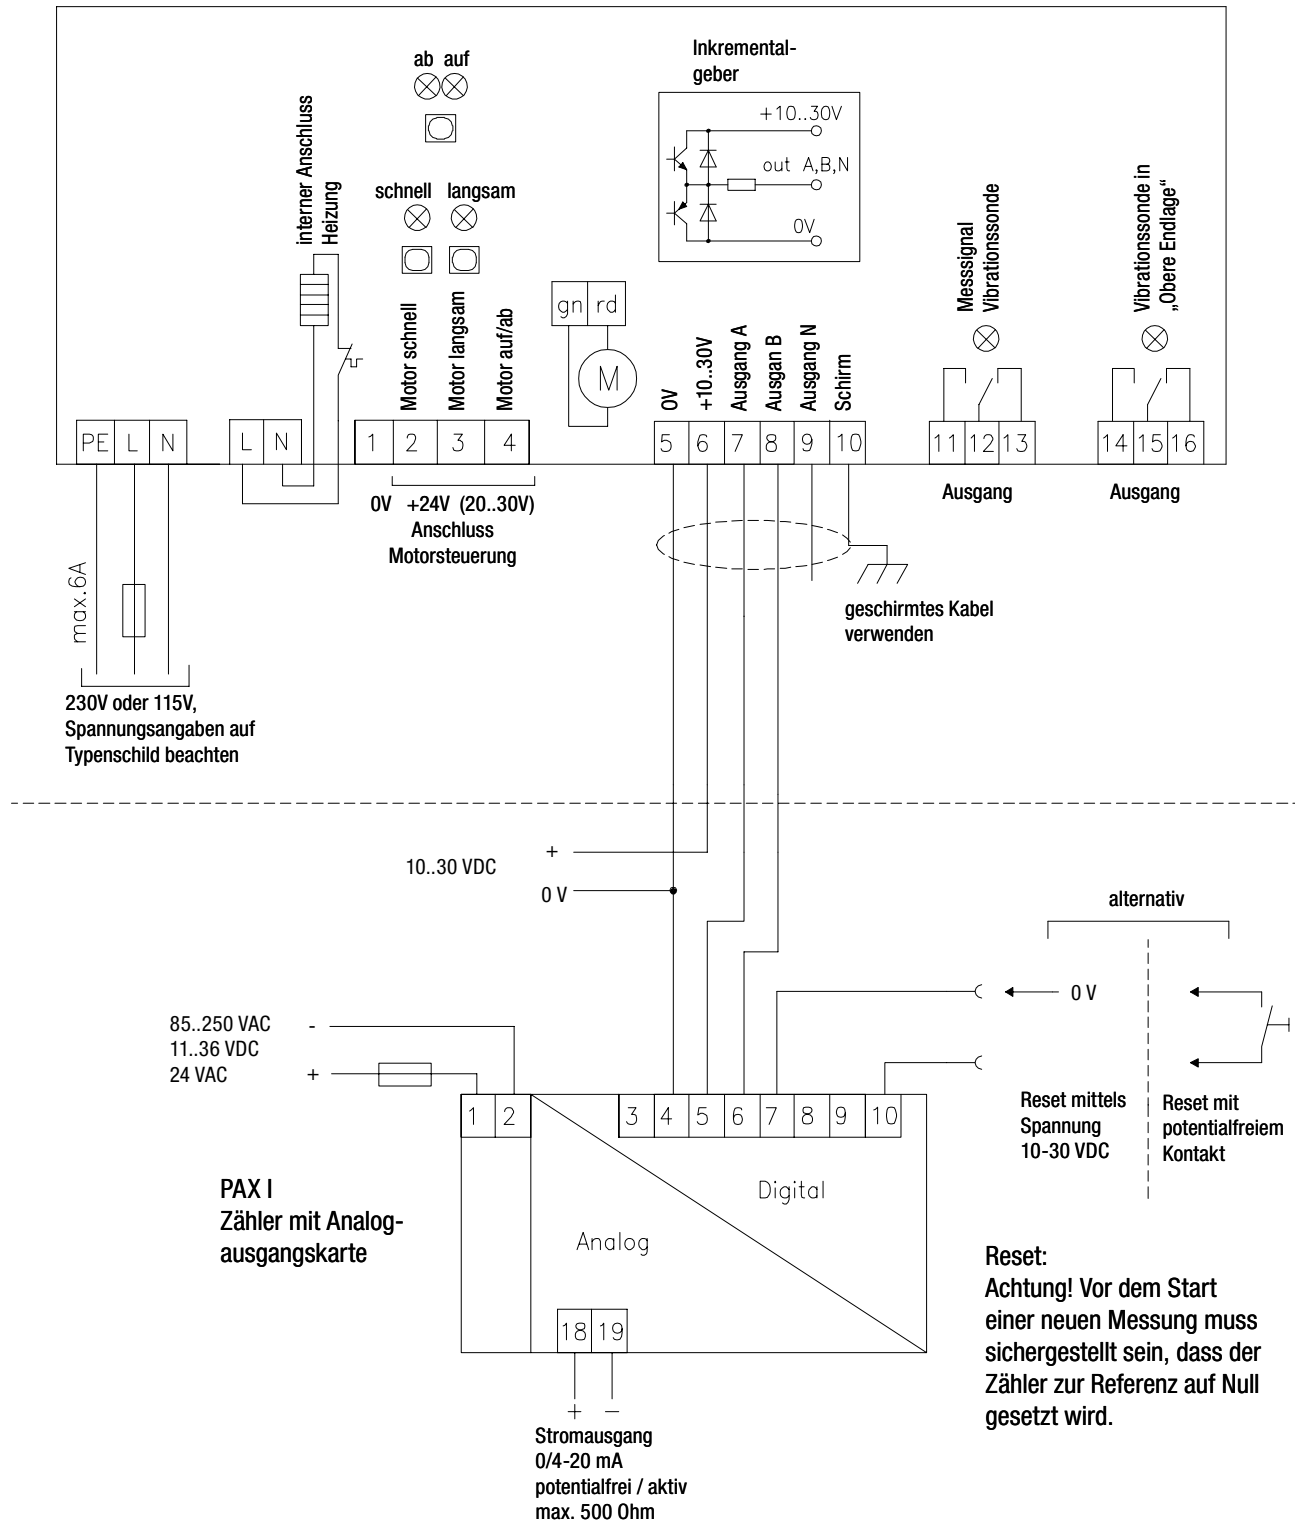 ab auf
Inkremental-
geber
+10..30V
out A,B,N
0V
interner Anschluss
Heizung
schnell langsam
Messsignal
Vibrationssonde
Vibrationssonde in
„Obere Endlage“
gn rd
M
Motor schnell
Motor langsam
Motor auf/ab
0V
+10..30V
Ausgang A
Ausgan B
Ausgang N
Schirm
PE L N
L N
1 2 3 4
5 6 7 8 9 10
11 12 13
14 15 16
0V +24V (20..30V)
Anschluss
Motorsteuerung
Ausgang
Ausgang
max.6A
geschirmtes Kabel
verwenden
230V oder 115V,
Spannungsangaben auf
Typenschild beachten
+
10..30 VDC
0 V
alternativ
0 V
85..250 VAC -
11..36 VDC
24 VAC +
1 2
3 4 5 6 7 8 9 10
Reset mittels
Spannung
10-30 VDC
Reset mit
potentialfreiem
Kontakt
PAX I
Zähler mit Analog-
ausgangskarte
Digital
Analog
Reset:
Achtung! Vor dem Start
einer neuen Messung muss
sichergestellt sein, dass der
Zähler zur Referenz auf Null
gesetzt wird.
18 19
+ −
Stromausgang
0/4-20 mA
potentialfrei / aktiv
max. 500 Ohm